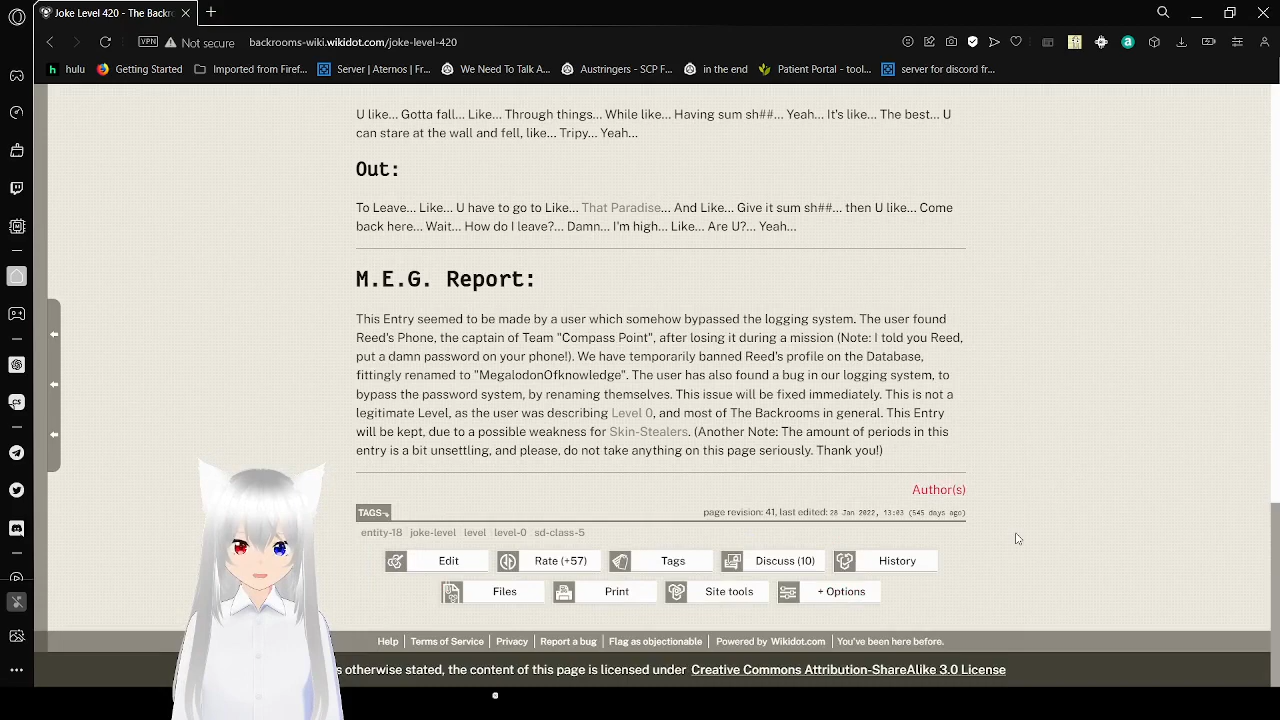 Joke Level 420 - The Backro
VPN Not secure backrooms-wiki.wikidot.com/joke-level-420
hulu Getting Started Imported from Firef... Server | Aternos | Fr... We Need To Talk A... Austringers - SCP F... in the end Patient Portal - tool... server for discord fr...
U like... Gotta fall... Like... Through things... While like... Having sum sh##... Yeah... It's like... The best... U
can stare at the wall and fell, like... Tripy... Yeah...
Out:
To Leave... Like... U have to go to Like... That Paradise... And Like... Give it sum sh##... then U like... Come
back here... Wait... How do I leave?... Damn... I'm high... Like... Are U?... Yeah...
M.E.G. Report:
This Entry seemed to be made by a user which somehow bypassed the logging system. The user found
Reed's Phone, the captain of Team "Compass Point", after losing it during a mission (Note: I told you Reed,
put a damn password on your phone!). We have temporarily banned Reed's profile on the Database,
fittingly renamed to "MegalodonOfknowledge". The user has also found a bug in our logging system, to
bypass the password system, by renaming themselves. This issue will be fixed immediately. This is not a
legitimate Level, as the user was describing Level 0, and most of The Backrooms in general. This Entry
will be kept, due to a possible weakness for Skin-Stealers. (Another Note: The amount of periods in this
entry is a bit unsettling, and please, do not take anything on this page seriously. Thank you!)
Author(s)
TAGS page revision: 41, last edited: 28 Jan 2022, 13:03 (545 days ago)
entity-18 joke-level level level-0 sd-class-5
Edit Rate (+57) Tags Discuss (10) History
Files Print Site tools + Options
Help | Terms of Service | Privacy | Report a bug | Flag as objectionable | Powered by Wikidot.com | You've been here before.
s otherwise stated, the content of this page is licensed under Creative Commons Attribution-ShareAlike 3.0 License